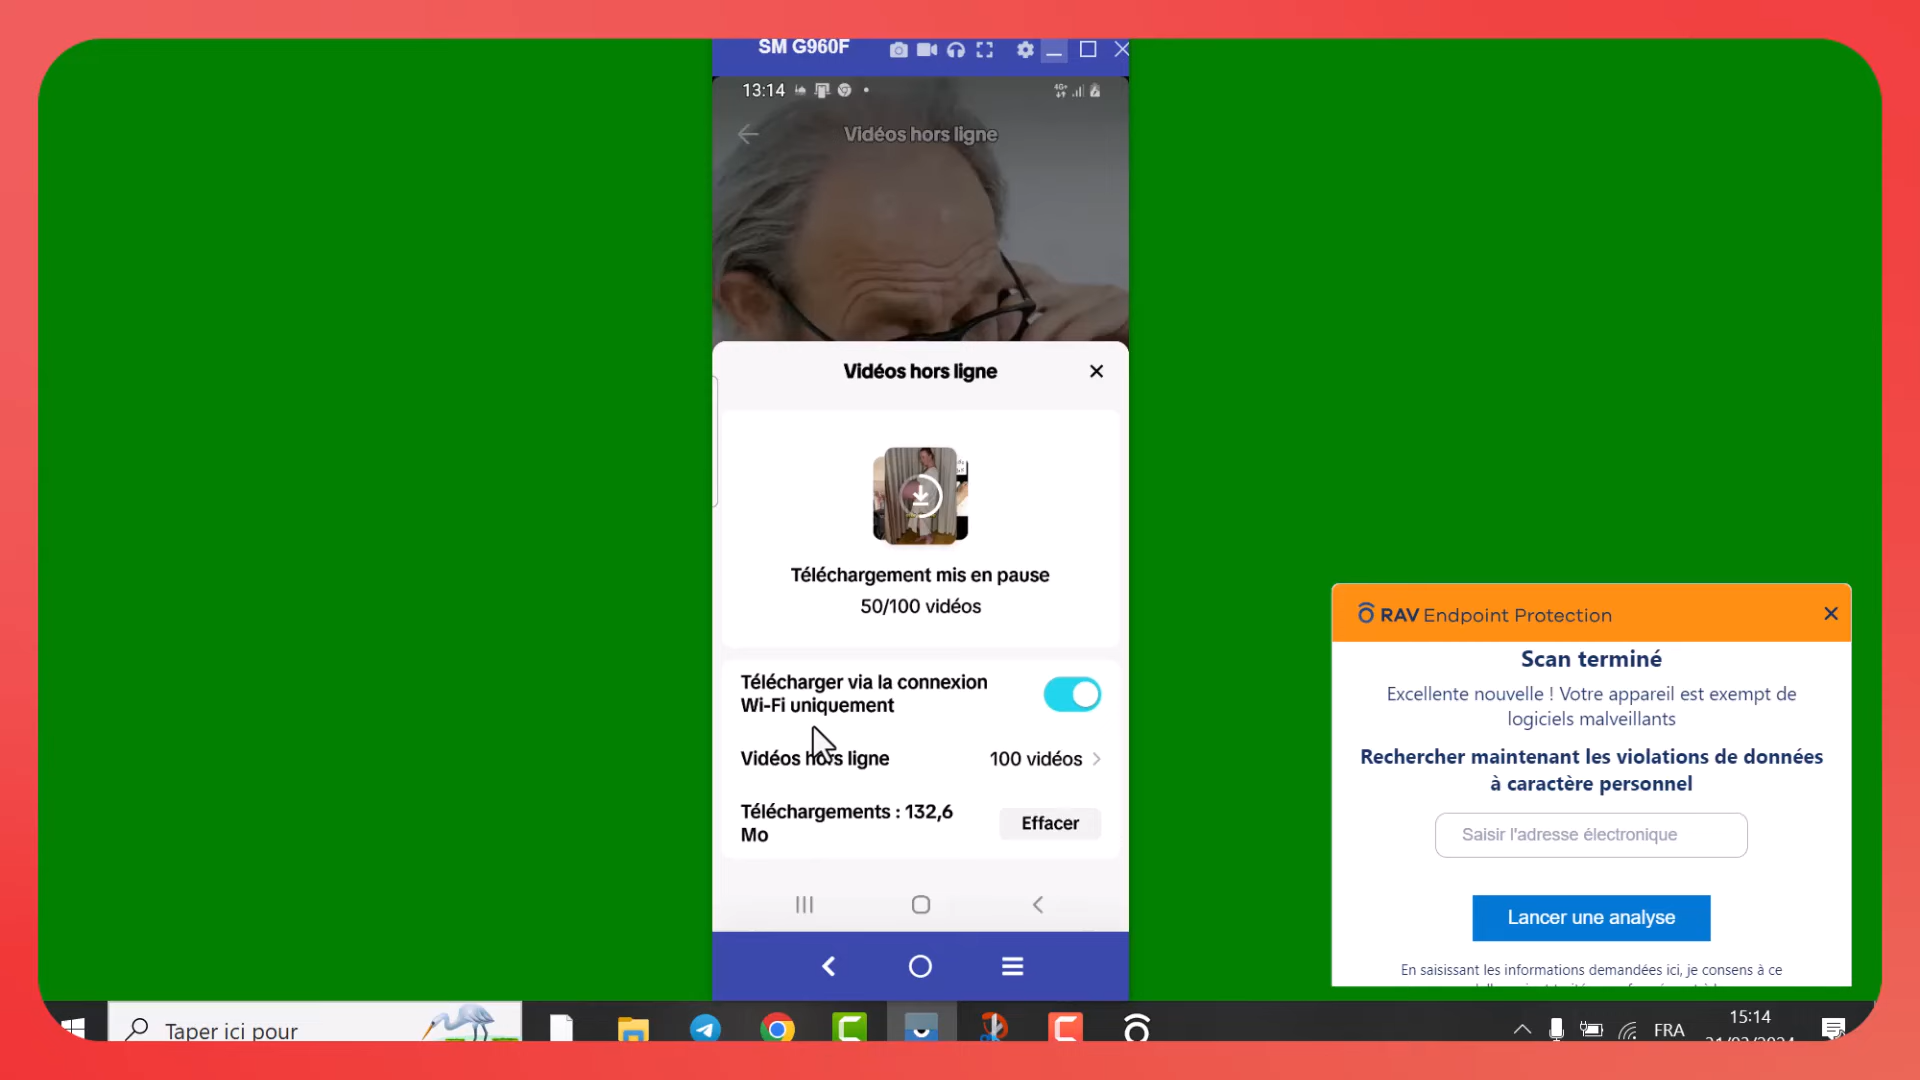 SM G960F
13:14
4G+
Vidéos hors ligne
Vidéos hors ligne
Téléchargement mis en pause
50/100 vidéos
Télécharger via la connexion
Wi-Fi uniquement
Vidéos hors ligne
100 vidéos
Téléchargements : 132,6
Mo
Effacer
RAV Endpoint Protection
Scan terminé
Excellente nouvelle ! Votre appareil est exempt de
logiciels malveillants
Rechercher maintenant les violations de données
à caractère personnel
Saisir l'adresse électronique
Lancer une analyse
En saisissant les informations demandées ici, je consens à ce
Taper ici pour
FRA
15:14